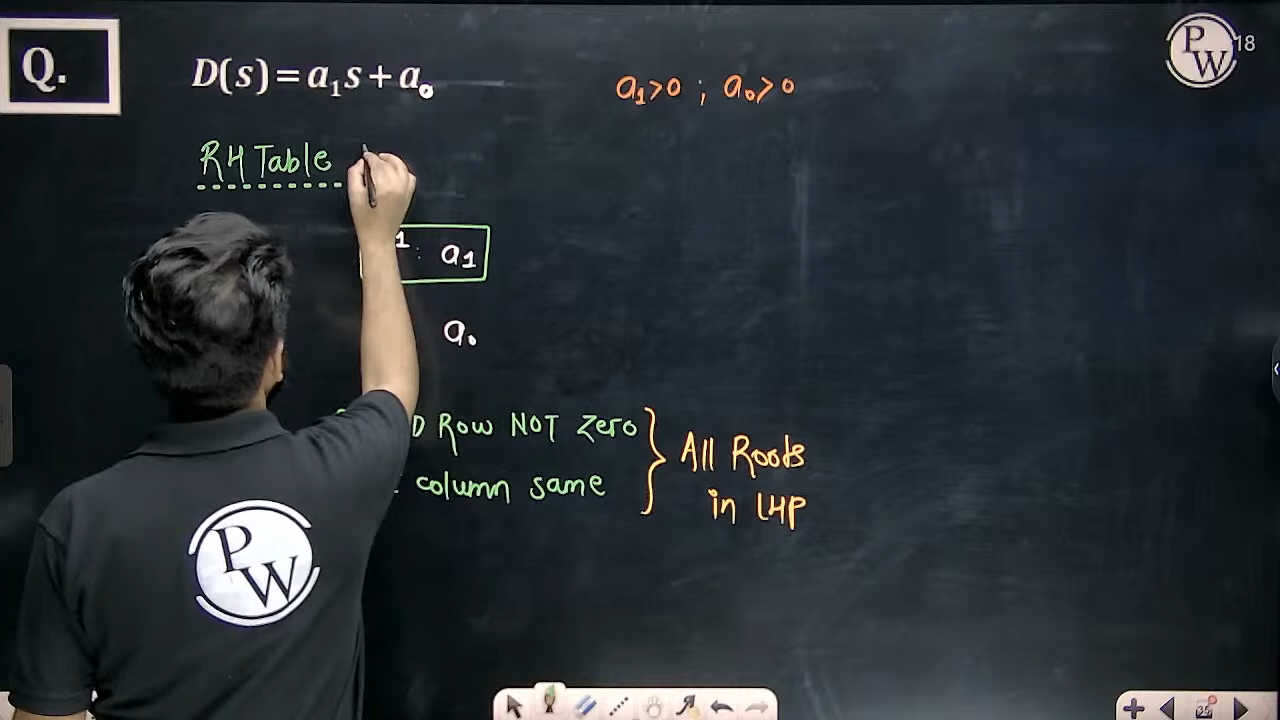 Q.
D(s) = a₁s + a₀
a₁>0 ; a₀>0
PW
18
RH Table
1 : a₁
a₀
D Row NOT Zero
column same
All Roots
in LHP
PW